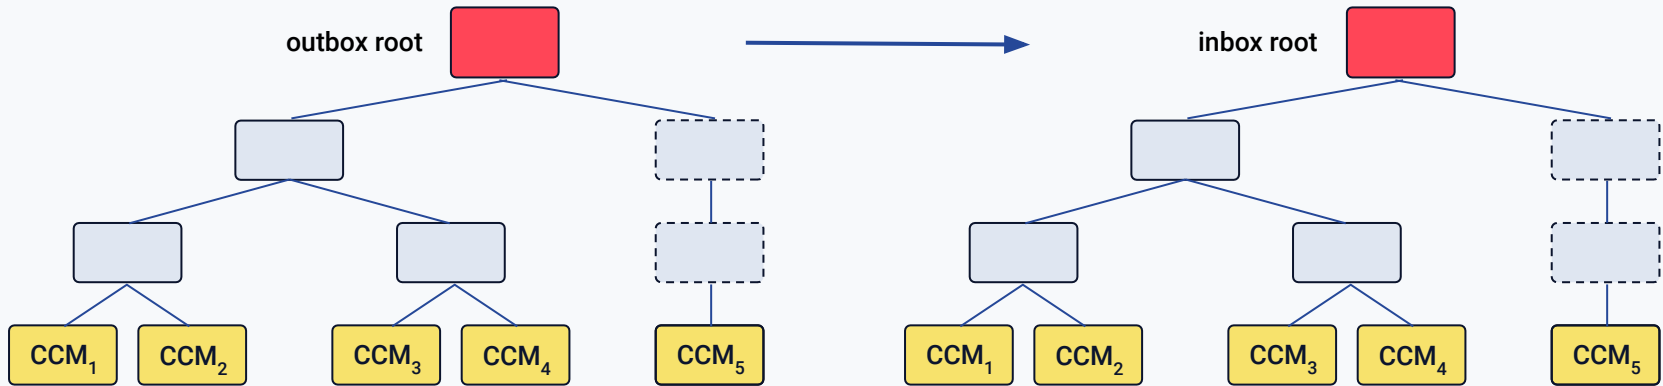 outbox root
inbox root
CCM₁ CCM₂ CCM₃ CCM₄ CCM₅
CCM₁ CCM₂ CCM₃ CCM₄ CCM₅